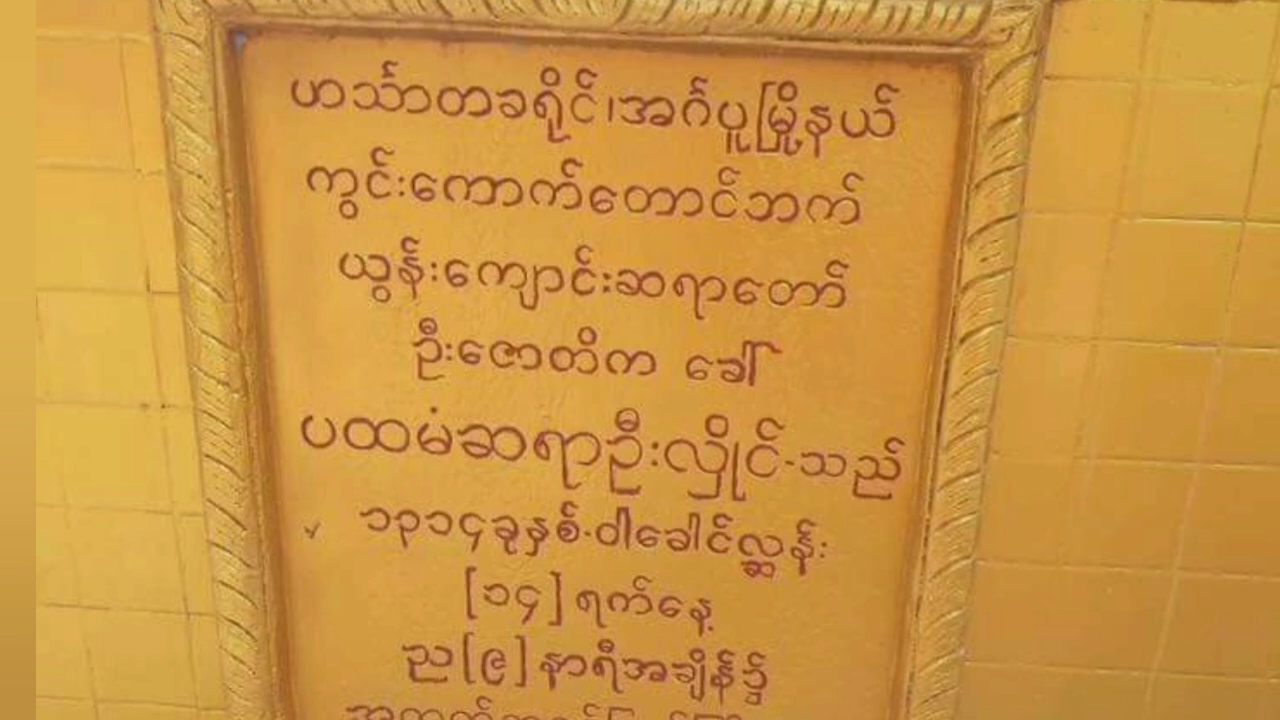 ဟင်္သာတခရိုင်၊အင်္ဂပူမြို့နယ်
ကွင်းကောက်တောင်ဘက်
ယွန်းကျောင်းဆရာတော်
ဦးဇောတိက ခေါ်
ပထမံဆရာဦးလှိုင်-သည်
၁၃၁၄ခုနှစ်-ဝါခေါင်လ္ဆန်း
[၁၄]ရက်နေ့
ည[၉]နာရီအချိန်၌